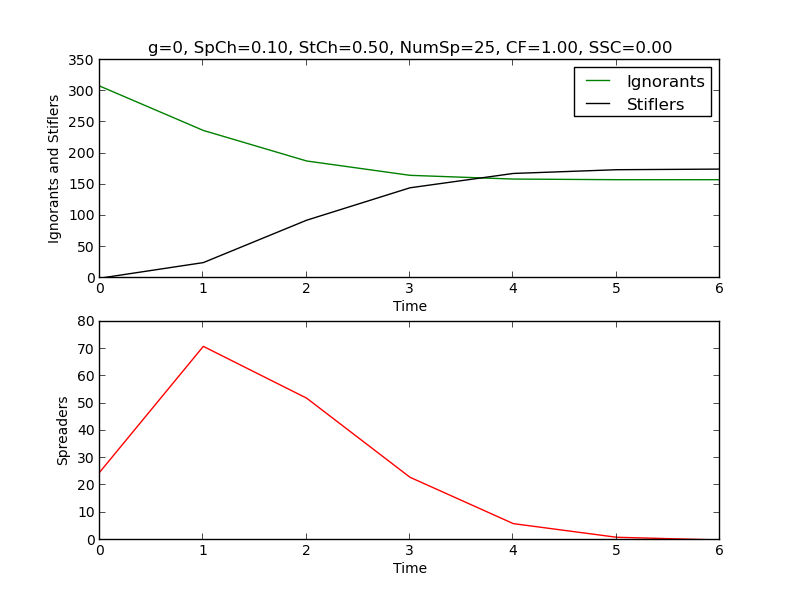 g=0, SpCh=0.10, StCh=0.50, NumSp=25, CF=1.00, SSC=0.00
350
300
250
200
150
100
50
0
Ignorants and Stiflers
Ignorants
Stiflers
0 1 2 3 4 5 6
Time
80
70
60
50
40
30
20
10
0
Spreaders
0 1 2 3 4 5 6
Time